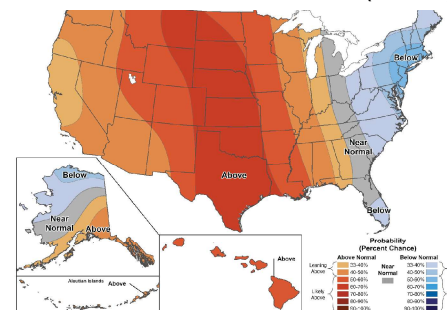 Below
Near
Normal
Above
Below
Below
Near
Normal
Above
Aleutian Islands
Above
Above
Probability
(Percent Chance)
Above Normal
Near
Normal
Below Normal
Leaning
Above
Likely
Above
33-40%
40-50%
50-60%
60-70%
70-80%
80-90%
90-100%
33-40%
40-50%
50-60%
60-70%
70-80%
80-90%
90-100%